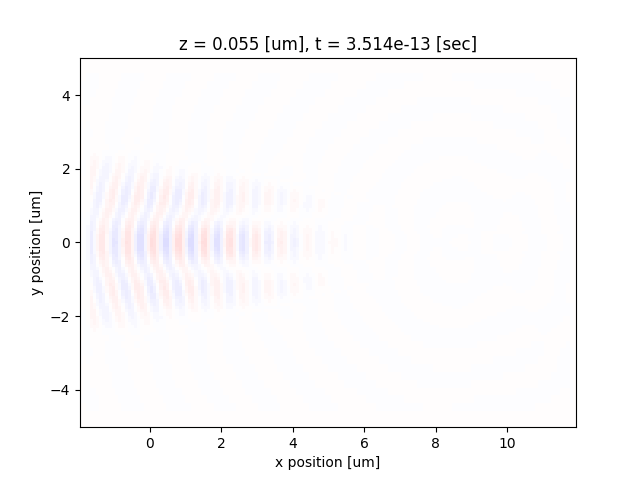 z = 0.055 [um], t = 3.514e-13 [sec]
4
2
0
−2
−4
y position [um]
0 2 4 6 8 10
x position [um]